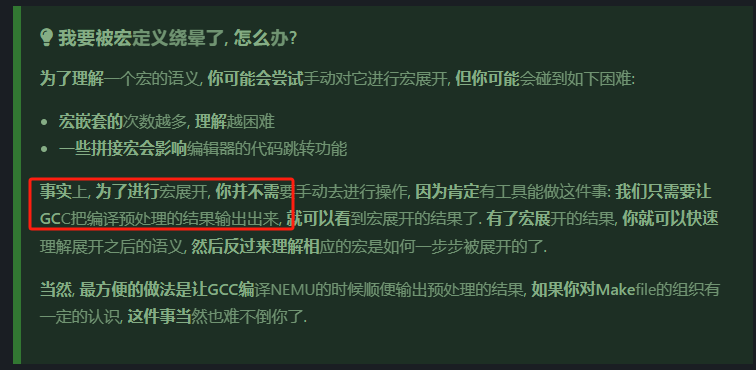 我要被宏定义绕晕了, 怎么办?
为了理解一个宏的语义, 你可能会尝试手动对它进行宏展开, 但你可能会碰到如下困难:
• 宏嵌套的次数越多, 理解越困难
• 一些拼接宏会影响编辑器的代码跳转功能
事实上, 为了进行宏展开, 你并不需要手动去进行操作, 因为肯定有工具能做这件事: 我们只需要让
GCC把编译预处理的结果输出出来, 就可以看到宏展开的结果了. 有了宏展开的结果, 你就可以快速
理解展开之后的语义, 然后反过来理解相应的宏是如何一步步被展开的了.
当然, 最方便的做法是让GCC编译NEMU的时候顺便输出预处理的结果, 如果你对Makefile的组织有
一定的认识, 这件事当然也难不倒你了.